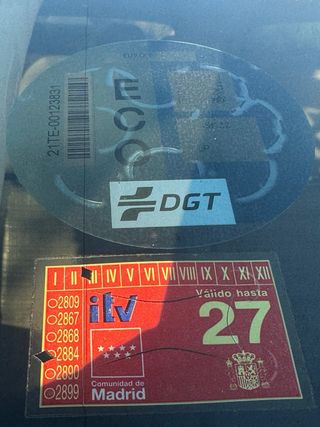 21TE-00123831
ECO
DGT
I II III IV V VI VII VIII IX X XI XII
2809
2867
2868
2884
2890
2899
itv
Válido hasta
27
Comunidad de
Madrid